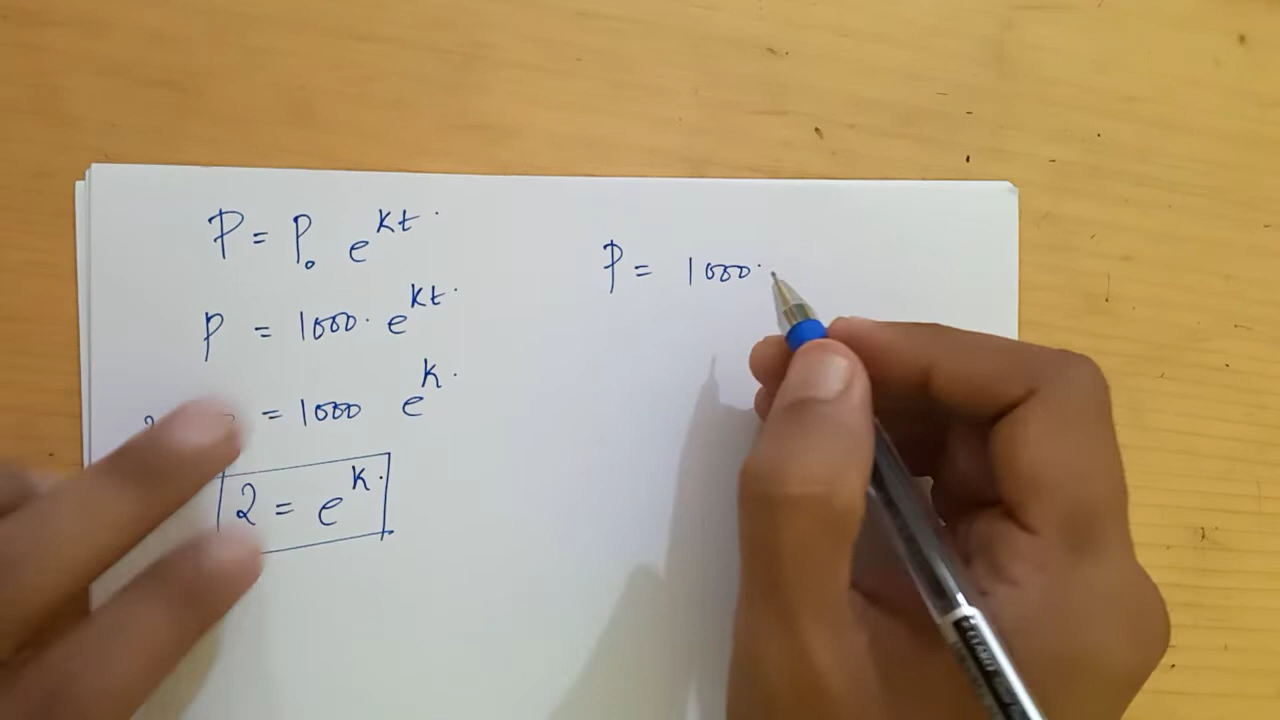 P = P₀ e^{kt}.
P = 1000. e^{kt}.
= 1000 e^{k}.
2 = e^{k}.
P = 1000.